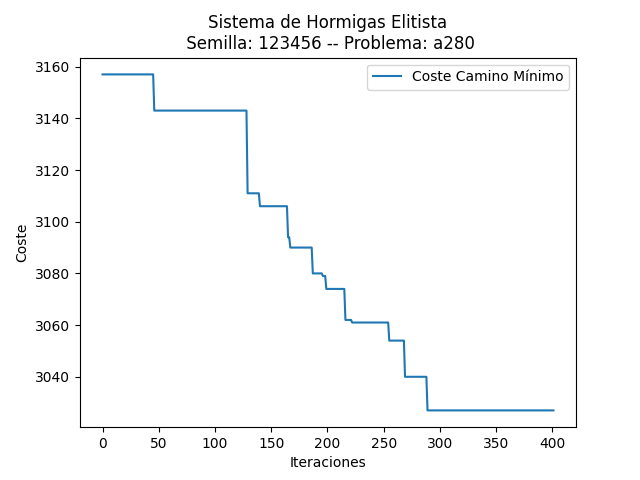 Sistema de Hormigas Elitista
Semilla: 123456 -- Problema: a280
Coste Camino Mínimo
3160
3140
3120
3100
3080
3060
3040
Coste
0 50 100 150 200 250 300 350 400
Iteraciones